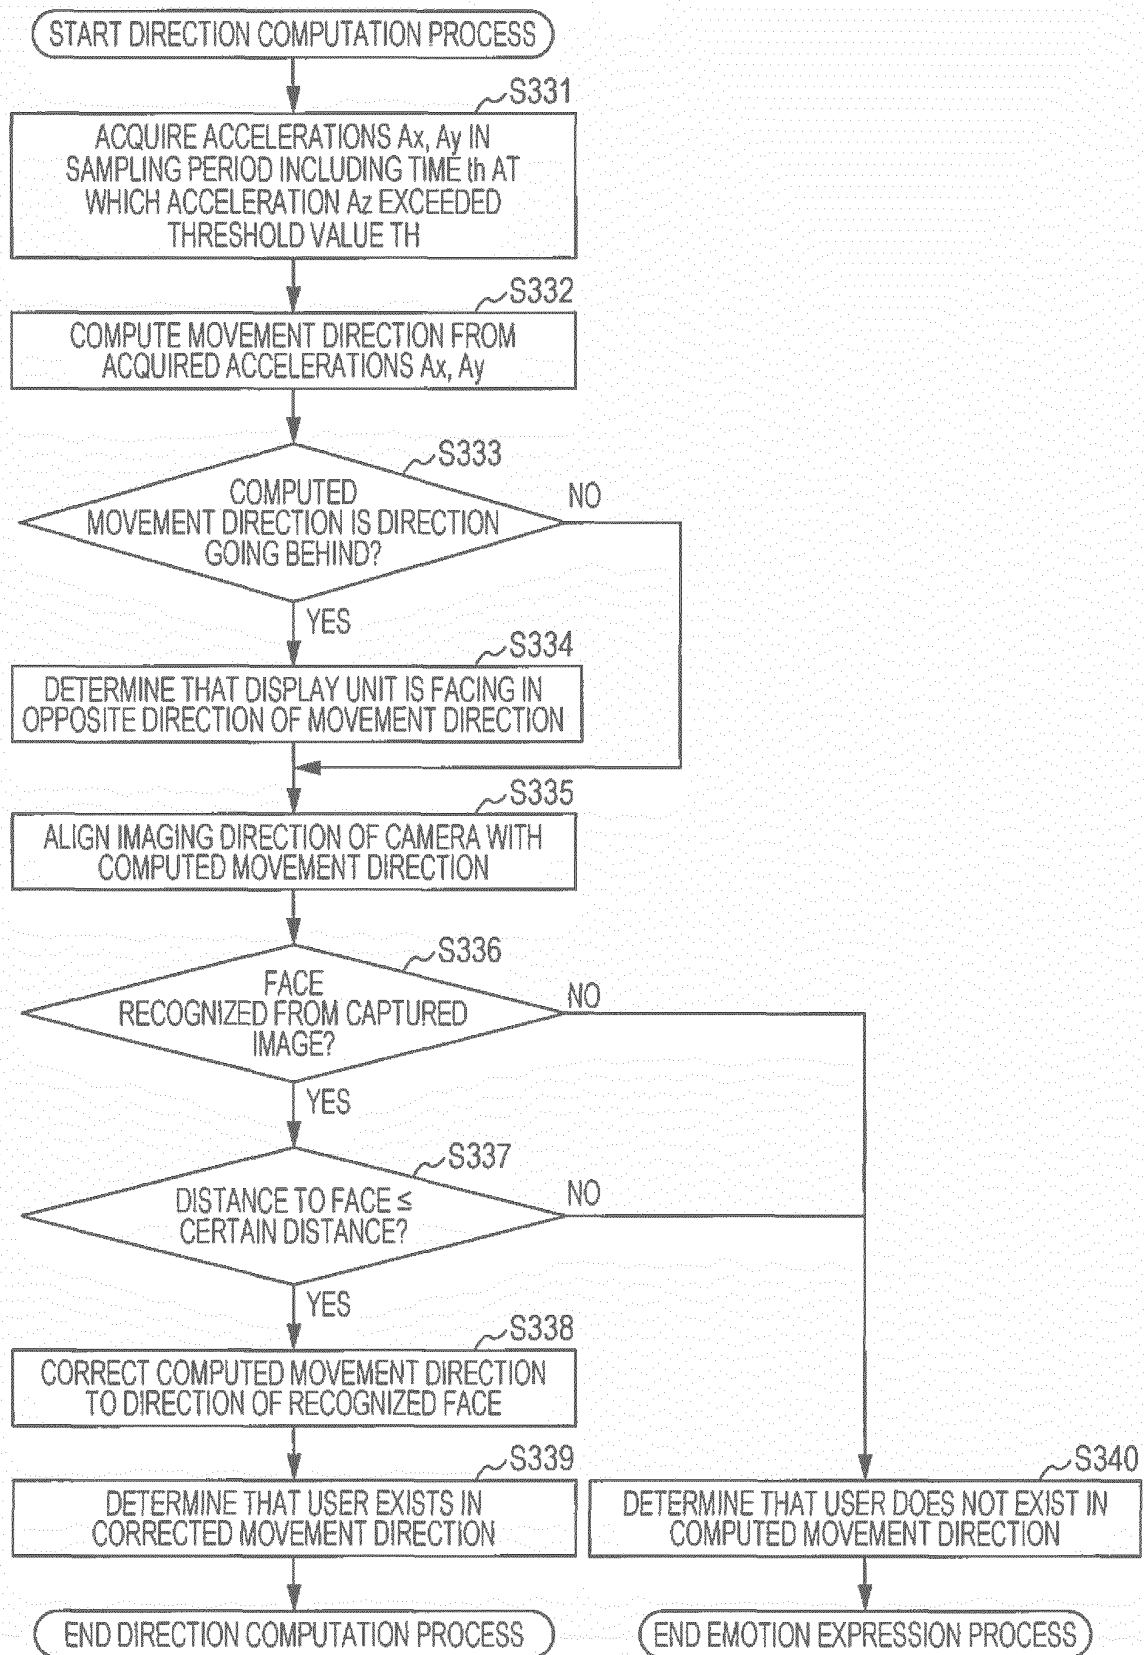 START DIRECTION COMPUTATION PROCESS
S331
ACQUIRE ACCELERATIONS Ax, Ay IN
SAMPLING PERIOD INCLUDING TIME th AT
WHICH ACCELERATION Az EXCEEDED
THRESHOLD VALUE TH
S332
COMPUTE MOVEMENT DIRECTION FROM
ACQUIRED ACCELERATIONS Ax, Ay
S333
COMPUTED
MOVEMENT DIRECTION IS DIRECTION
GOING BEHIND?
NO
YES
S334
DETERMINE THAT DISPLAY UNIT IS FACING IN
OPPOSITE DIRECTION OF MOVEMENT DIRECTION
S335
ALIGN IMAGING DIRECTION OF CAMERA WITH
COMPUTED MOVEMENT DIRECTION
S336
FACE
RECOGNIZED FROM CAPTURED
IMAGE?
NO
YES
S337
DISTANCE TO FACE ≤
CERTAIN DISTANCE?
NO
YES
S338
CORRECT COMPUTED MOVEMENT DIRECTION
TO DIRECTION OF RECOGNIZED FACE
S339
DETERMINE THAT USER EXISTS IN
CORRECTED MOVEMENT DIRECTION
S340
DETERMINE THAT USER DOES NOT EXIST IN
COMPUTED MOVEMENT DIRECTION
END DIRECTION COMPUTATION PROCESS
END EMOTION EXPRESSION PROCESS